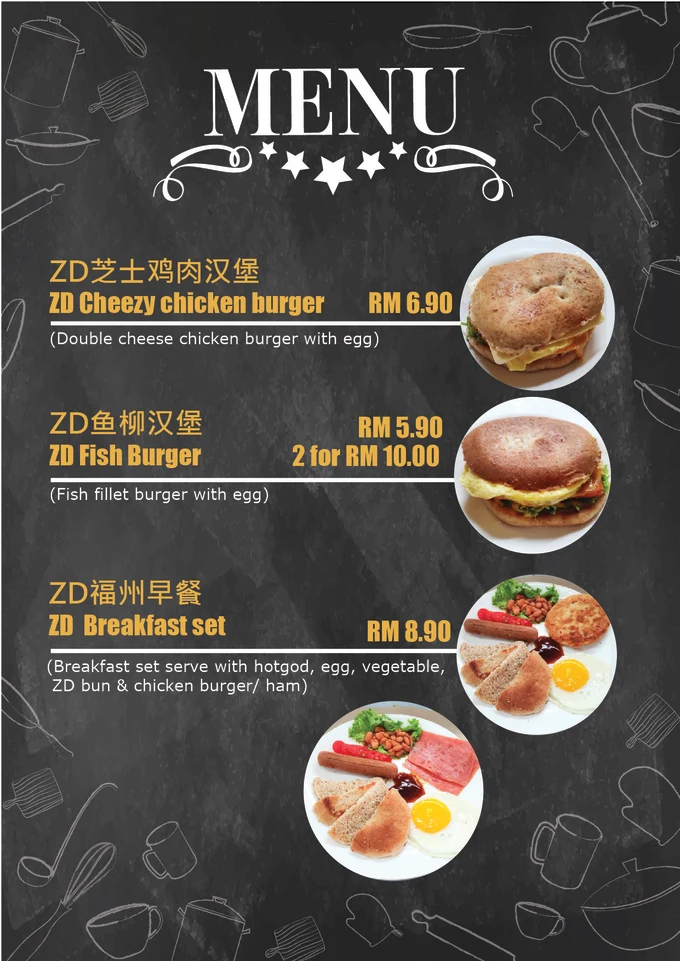 MENU
ZD芝士鸡肉汉堡
ZD Cheezy chicken burger RM 6.90
(Double cheese chicken burger with egg)
ZD鱼柳汉堡
RM 5.90
ZD Fish Burger 2 for RM 10.00
(Fish fillet burger with egg)
ZD福州早餐
ZD Breakfast set RM 8.90
(Breakfast set serve with hotgod, egg, vegetable,
ZD bun & chicken burger/ ham)